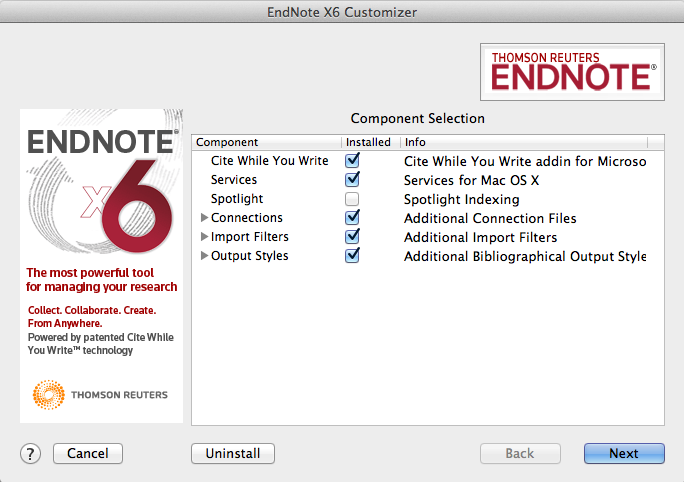 EndNote X6 Customizer
THOMSON REUTERS
ENDNOTE®
ENDNOTE®
X6
The most powerful tool
for managing your research
Collect. Collaborate. Create.
From Anywhere.
Powered by patented Cite While
You Write™ technology
THOMSON REUTERS
Component Selection
Component Installed Info
Cite While You Write Cite While You Write addin for Microso
Services Services for Mac OS X
Spotlight Spotlight Indexing
Connections Additional Connection Files
Import Filters Additional Import Filters
Output Styles Additional Bibliographical Output Style
? Cancel Uninstall Back Next